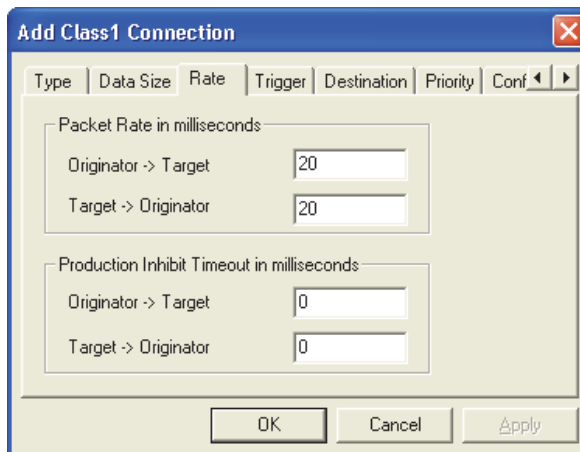 Add Class1 Connection
Type Data Size Rate Trigger Destination Priority Conf
Packet Rate in milliseconds
Originator -> Target 20
Target -> Originator 20
Production Inhibit Timeout in milliseconds
Originator -> Target 0
Target -> Originator 0
OK Cancel Apply